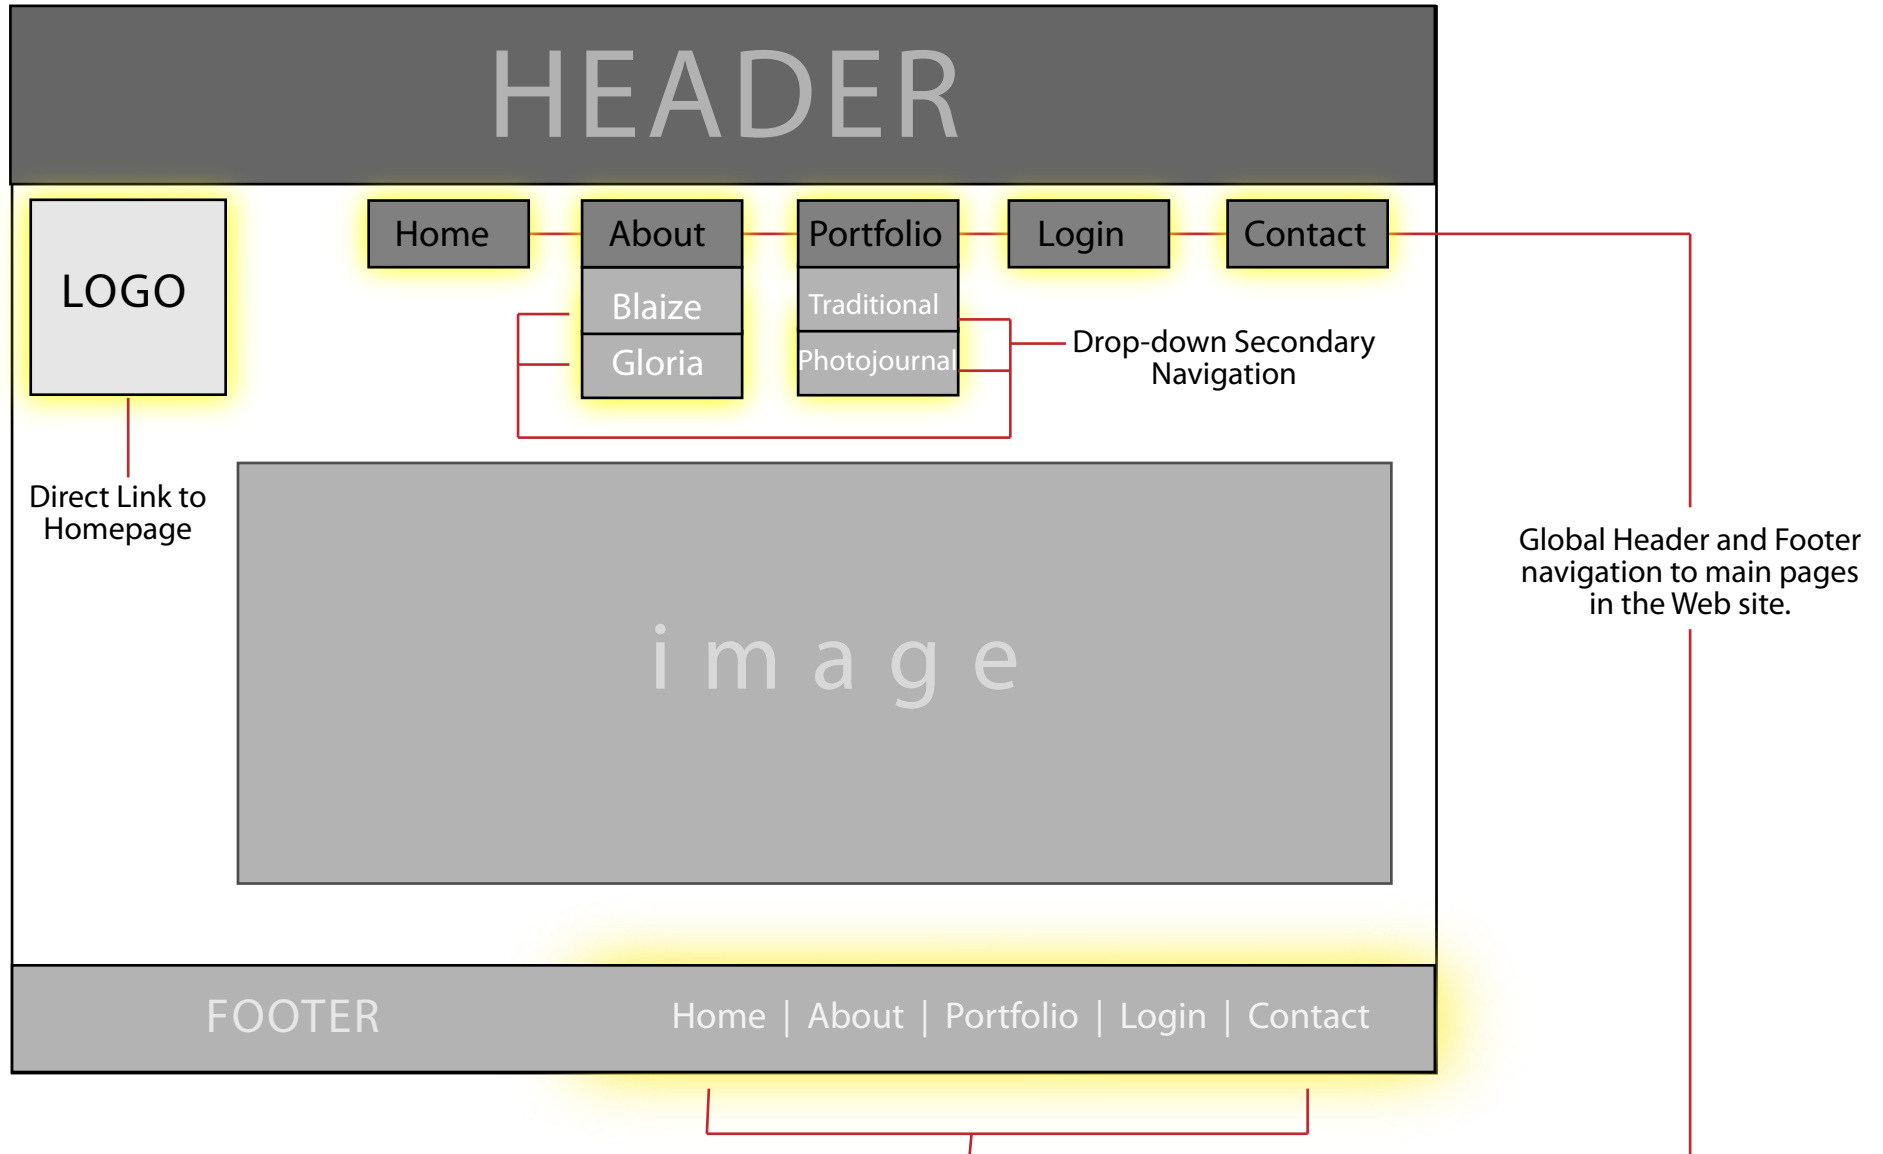 HEADER
LOGO
Home
About
Portfolio
Login
Contact
Blaize
Gloria
Traditional
Photojournal
Drop-down Secondary
Navigation
Direct Link to
Homepage
image
Global Header and Footer
navigation to main pages
in the Web site.
FOOTER
Home | About | Portfolio | Login | Contact